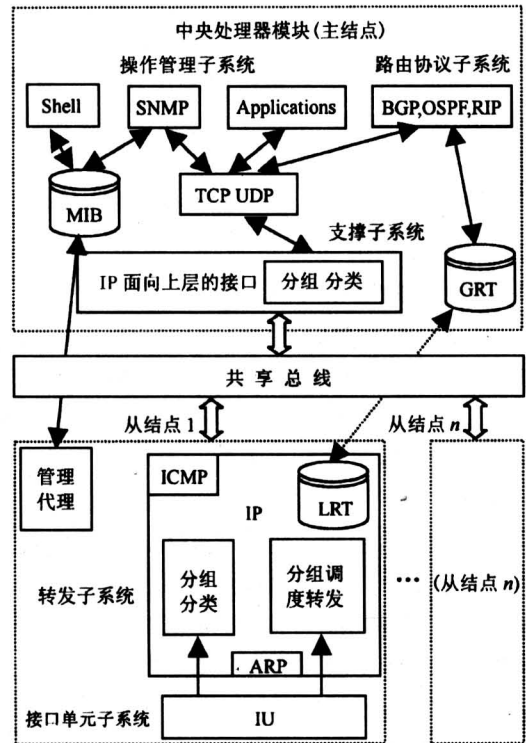 中央处理器模块(主结点)
操作管理子系统
路由协议子系统
Shell
SNMP
Applications
BGP,OSPF,RIP
MIB
TCP UDP
支撑子系统
IP 面向上层的接口
分组 分类
GRT
共 享 总 线
从结点 1
从结点 n
管理
代理
ICMP
IP
LRT
转发子系统
分组
分类
分组调
度转发
···
(从结点 n)
ARP
接口单元子系统
IU